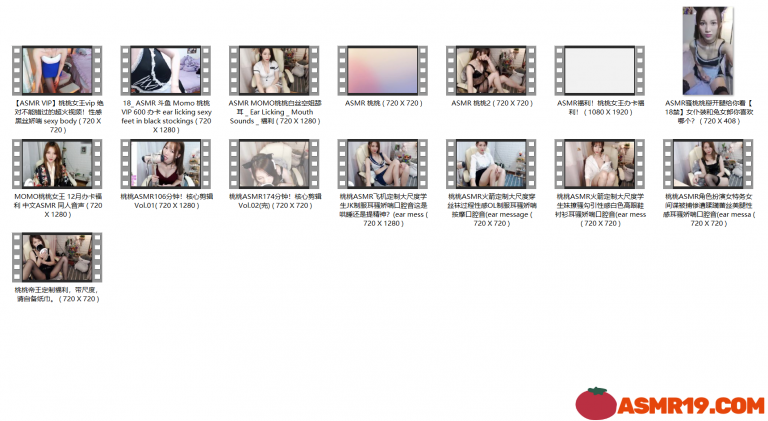 【ASMR VIP】桃桃女王vip 绝
对不能错过的超火视频！性感
黑丝娇喘 sexy body ( 720 X
720 )
18_ ASMR 斗鱼 Momo 桃桃
VIP 600 办卡 ear licking sexy
feet in black stockings ( 720
X 1280 )
ASMR MOMO桃桃白丝空姐舔
耳 _ Ear Licking _ Mouth
Sounds _ 福利 ( 720 X 1280 )
ASMR 桃桃 ( 720 X 720 )
ASMR 桃桃2 ( 720 X 720 )
ASMR福利！桃桃女王办卡福
利！ ( 1080 X 1920 )
ASMR骚桃桃掰开腿给你看【
18禁】女仆装和兔女郎你喜欢
哪个？ ( 720 X 408 )
MOMO桃桃女王 12月办卡福
利 中文ASMR 同人音声 ( 720
X 1280 )
桃桃ASMR106分钟！核心剪辑
Vol.01( 720 X 1280 )
桃桃ASMR174分钟！核心剪辑
Vol.02(完) ( 720 X 720 )
桃桃ASMR飞机定制大尺度学
生JK制服耳骚娇喘口腔音这是
哄睡还是提精神？(ear mess (
720 X 1280 )
桃桃ASMR火箭定制大尺度穿
丝袜过程性感OL制服耳骚娇喘
按摩口腔音(ear message (
720 X 720 )
桃桃ASMR火箭定制大尺度学
生妹撩骚勾引性感白色高跟鞋
衬衫耳骚娇喘口腔音(ear mess
( 720 X 720 )
桃桃ASMR角色扮演女特务女
间谍被捕惨遭蹂躏蕾丝美腿性
感耳骚娇喘口腔音(ear messa (
720 X 720 )
桃桃帝王定制福利，带尺度，
请自备纸巾。 ( 720 X 720 )
ASMR19.COM